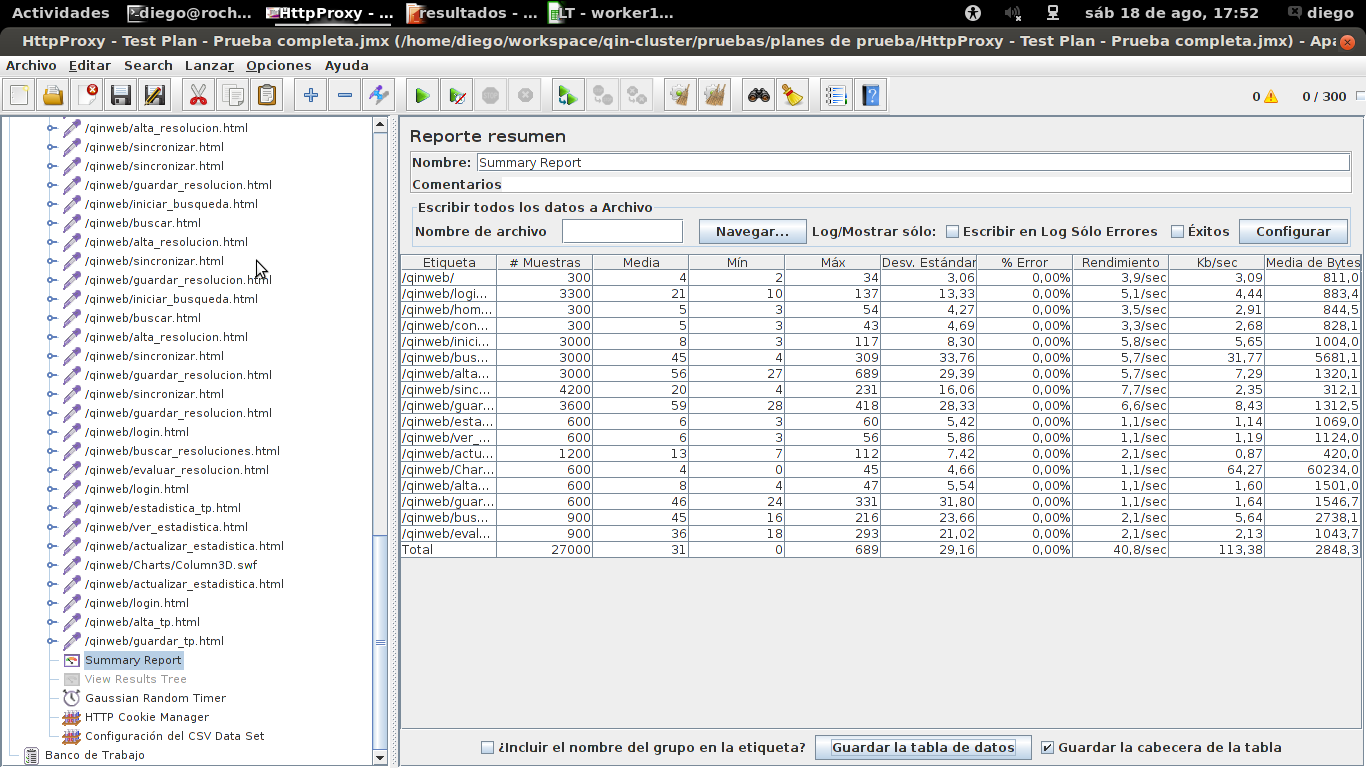 Actividades diego@roch... HttpProxy - ... resultados - ... LT - worker1... sáb 18 de ago, 17:52 diego
HttpProxy - Test Plan - Prueba completa.jmx (/home/diego/workspace/qin-cluster/pruebas/planes de prueba/HttpProxy - Test Plan - Prueba completa.jmx) - Apa
Archivo Editar Search Lanzar Opciones Ayuda
0 0 / 300
/qinweb/alta_resolucion.html
/qinweb/sincronizar.html
/qinweb/sincronizar.html
/qinweb/guardar_resolucion.html
/qinweb/iniciar_busqueda.html
/qinweb/buscar.html
/qinweb/alta_resolucion.html
/qinweb/sincronizar.html
/qinweb/guardar_resolucion.html
/qinweb/iniciar_busqueda.html
/qinweb/buscar.html
/qinweb/alta_resolucion.html
/qinweb/sincronizar.html
/qinweb/guardar_resolucion.html
/qinweb/sincronizar.html
/qinweb/guardar_resolucion.html
/qinweb/login.html
/qinweb/buscar_resoluciones.html
/qinweb/evaluar_resolucion.html
/qinweb/login.html
/qinweb/estadistica_tp.html
/qinweb/ver_estadistica.html
/qinweb/actualizar_estadistica.html
/qinweb/Charts/Column3D.swf
/qinweb/actualizar_estadistica.html
/qinweb/login.html
/qinweb/alta_tp.html
/qinweb/guardar_tp.html
Summary Report
View Results Tree
Gaussian Random Timer
HTTP Cookie Manager
Configuración del CSV Data Set
Banco de Trabajo
Reporte resumen
Nombre: Summary Report
Comentarios
Escribir todos los datos a Archivo
Nombre de archivo Navegar... Log/Mostrar sólo: Escribir en Log Sólo Errores Éxitos Configurar
Etiqueta # Muestras Media Mín Máx Desv. Estándar % Error Rendimiento Kb/sec Media de Bytes
/qinweb/ 300 4 2 34 3,06 0,00% 3,9/sec 3,09 811,0
/qinweb/logi... 3300 21 10 137 13,33 0,00% 5,1/sec 4,44 883,4
/qinweb/hom... 300 5 3 54 4,27 0,00% 3,5/sec 2,91 844,5
/qinweb/con... 300 5 3 43 4,69 0,00% 3,3/sec 2,68 828,1
/qinweb/inici... 3000 8 3 117 8,30 0,00% 5,8/sec 5,65 1004,0
/qinweb/bus... 3000 45 4 309 33,76 0,00% 5,7/sec 31,77 5681,1
/qinweb/alta... 3000 56 27 689 29,39 0,00% 5,7/sec 7,29 1320,1
/qinweb/sinc... 4200 20 4 231 16,06 0,00% 7,7/sec 2,35 312,1
/qinweb/guar... 3600 59 28 418 28,33 0,00% 6,6/sec 8,43 1312,5
/qinweb/esta... 600 6 3 60 5,42 0,00% 1,1/sec 1,14 1069,0
/qinweb/ver_... 600 6 3 56 5,86 0,00% 1,1/sec 1,19 1124,0
/qinweb/actu... 1200 13 7 112 7,42 0,00% 2,1/sec 0,87 420,0
/qinweb/Char... 600 4 0 45 4,66 0,00% 1,1/sec 64,27 60234,0
/qinweb/alta... 600 8 4 47 5,54 0,00% 1,1/sec 1,60 1501,0
/qinweb/guar... 600 46 24 331 31,80 0,00% 1,1/sec 1,64 1546,7
/qinweb/bus... 900 45 16 216 23,66 0,00% 2,1/sec 5,64 2738,1
/qinweb/eval... 900 36 18 293 21,02 0,00% 2,1/sec 2,13 1043,7
Total 27000 31 0 689 29,16 0,00% 40,8/sec 113,38 2848,3
¿Incluir el nombre del grupo en la etiqueta? Guardar la tabla de datos Guardar la cabecera de la tabla